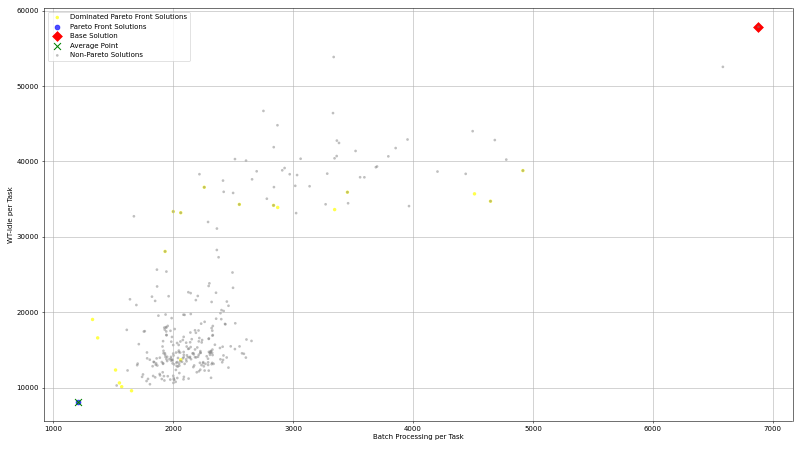 60000
50000
40000
30000
20000
10000
WT-Idle per Task
Dominated Pareto Front Solutions
Pareto Front Solutions
Base Solution
Average Point
Non-Pareto Solutions
1000 2000 3000 4000 5000 6000 7000
Batch Processing per Task